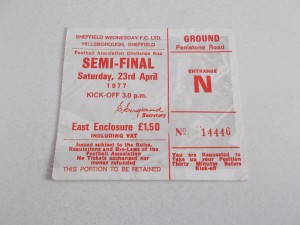 SHEFFIELD WEDNESDAY F.C. LTD.
HILLSBOROUGH, SHEFFIELD
Football Association Challenge Cup
SEMI-FINAL
Saturday, 23rd April
1977
KICK-OFF 3.0 p.m.
Secretary
East Enclosure £1.50
INCLUDING VAT
Issued subject to the Rules,
Regulations and Bye-Laws of the
Football Association
No Tickets exchanged nor
money refunded
THIS PORTION TO BE RETAINED
GROUND
Penistone Road
ENTRANCE
N
No 14446
You are Requested to
Take up your Position
Thirty Minutes before
Kick-off